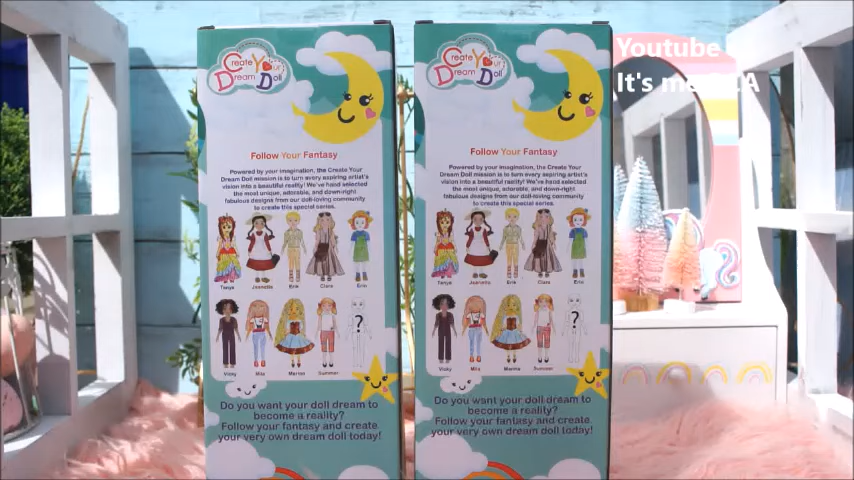 Create Your
Dream Doll
Follow Your Fantasy
Powered by your imagination, the Create Your
Dream Doll mission is to turn every aspiring artist's
vision into a beautiful reality! We've hand selected
the most unique, adorable, and down-right
fabulous designs from our doll-loving community
to create this special series.
Tanya Jeanette Erik Clara Erin
Vicky Mila Marina Summer
?
Do you want your doll dream to
become a reality?
Follow your fantasy and create
your very own dream doll today!
Create Your
Dream Doll
Follow Your Fantasy
Powered by your imagination, the Create Your
Dream Doll mission is to turn every aspiring artist's
vision into a beautiful reality! We've hand selected
the most unique, adorable, and down-right
fabulous designs from our doll-loving community
to create this special series.
Tanya Jeanette Erik Clara Erin
Vicky Mila Marina Summer
?
Do you want your doll dream to
become a reality?
Follow your fantasy and create
your very own dream doll today!
Youtube
It's me